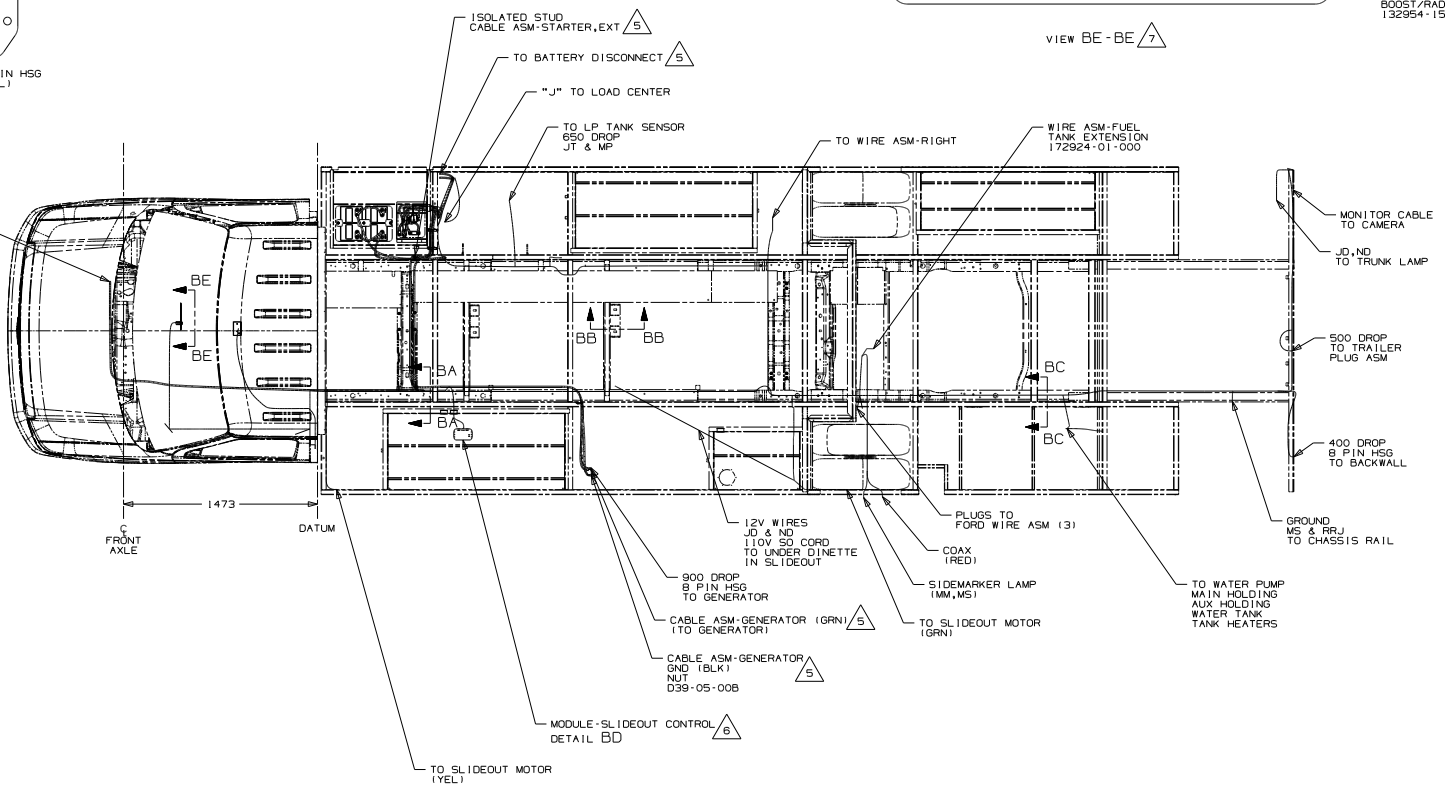 BOOST/RAD
132954-15
IN HSG
L)
VIEW BE-BE 7
ISOLATED STUD
CABLE ASM-STARTER,EXT 5
TO BATTERY DISCONNECT 5
"J" TO LOAD CENTER
TO LP TANK SENSOR
650 DROP
JT & MP
TO WIRE ASM-RIGHT
WIRE ASM-FUEL
TANK EXTENSION
172924-01-000
MONITOR CABLE
TO CAMERA
JD,ND
TO TRUNK LAMP
BE
BE
BB
BB
BA
BA
BC
BC
500 DROP
TO TRAILER
PLUG ASM
400 DROP
8 PIN HSG
TO BACKWALL
1473
℄
FRONT
AXLE
DATUM
GROUND
MS & RRJ
TO CHASSIS RAIL
PLUGS TO
FORD WIRE ASM (3)
12V WIRES
JD & ND
110V SO CORD
TO UNDER DINETTE
IN SLIDEOUT
COAX
(RED)
900 DROP
8 PIN HSG
TO GENERATOR
SIDEMARKER LAMP
(MM,MS)
TO WATER PUMP
MAIN HOLDING
AUX HOLDING
WATER TANK
TANK HEATERS
CABLE ASM-GENERATOR (GRN) 5
(TO GENERATOR)
TO SLIDEOUT MOTOR
(GRN)
CABLE ASM-GENERATOR
GND (BLK) 5
NUT
D39-05-00B
MODULE-SLIDEOUT CONTROL 6
DETAIL BD
TO SLIDEOUT MOTOR
(YEL)